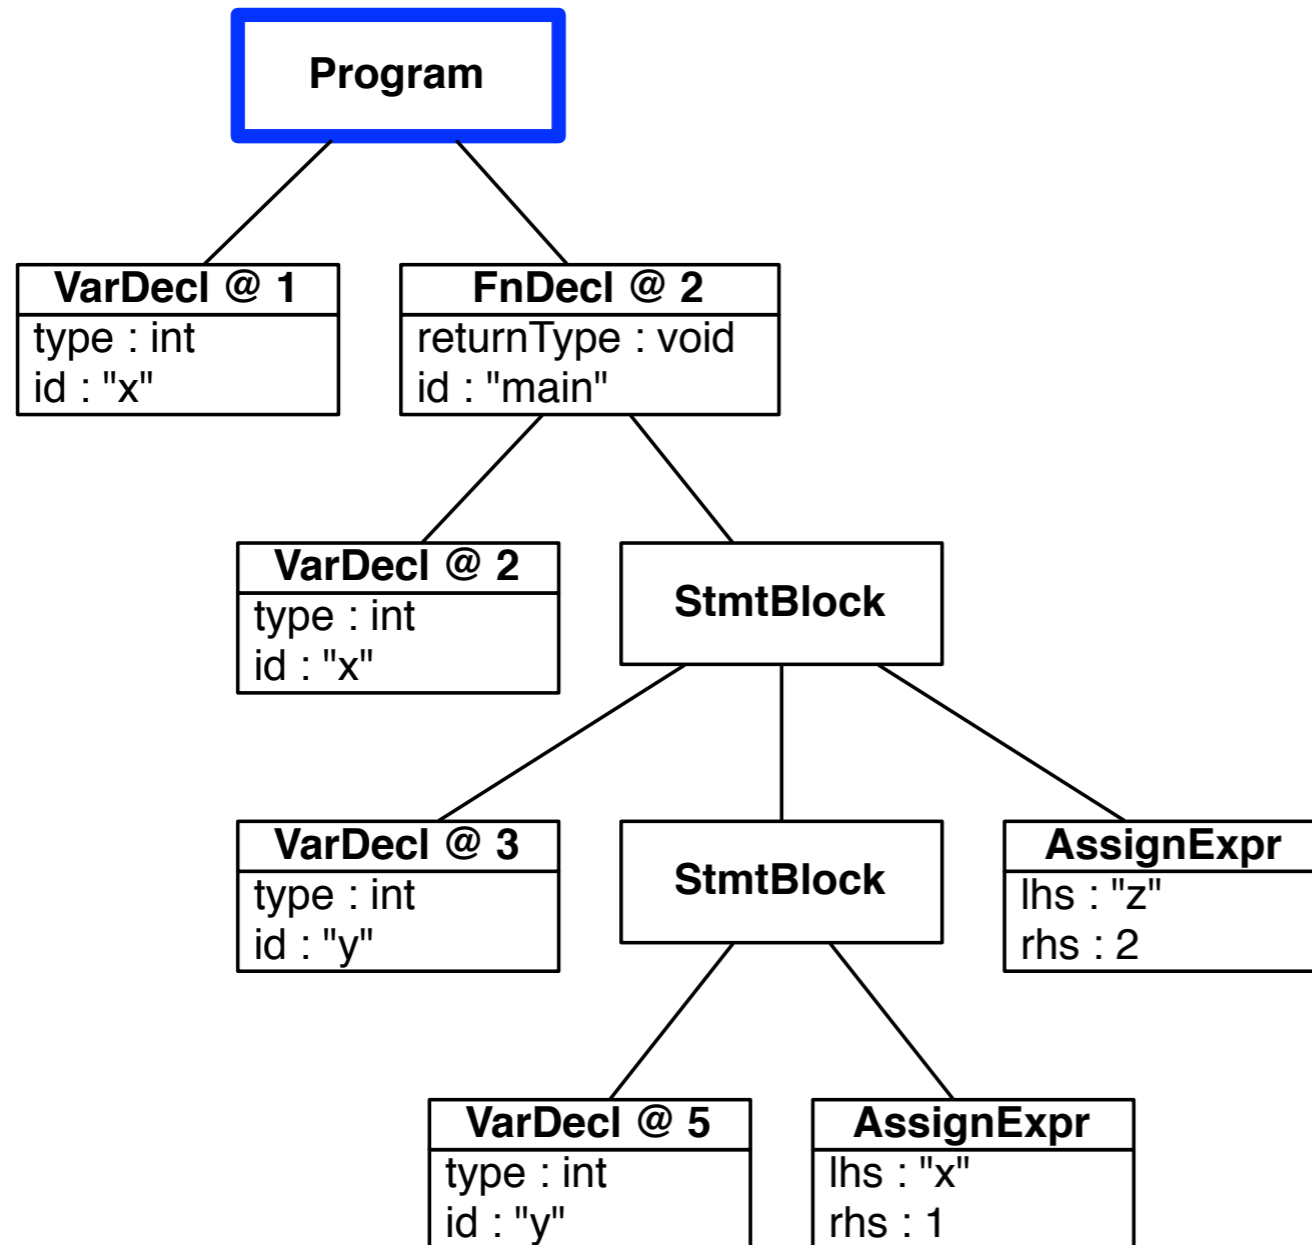 Program
VarDecl @ 1
type : int
id : "x"
FnDecl @ 2
returnType : void
id : "main"
VarDecl @ 2
type : int
id : "x"
StmtBlock
VarDecl @ 3
type : int
id : "y"
StmtBlock
AssignExpr
lhs : "z"
rhs : 2
VarDecl @ 5
type : int
id : "y"
AssignExpr
lhs : "x"
rhs : 1